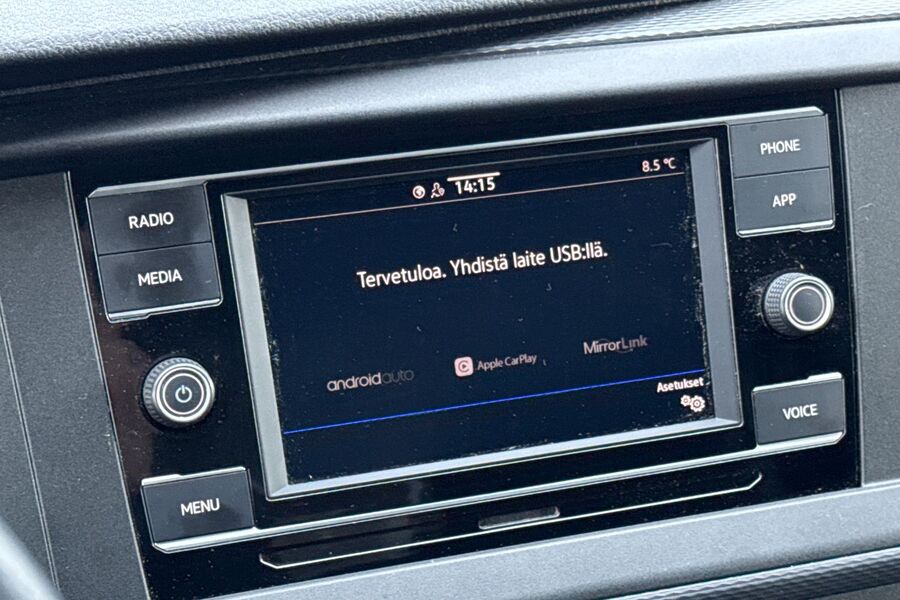 RADIO
MEDIA
MENU
14:15
8.5 °C
Tervetuloa. Yhdistä laite USB:llä.
androidauto
Apple CarPlay
MirrorLink
Asetukset
PHONE
APP
VOICE